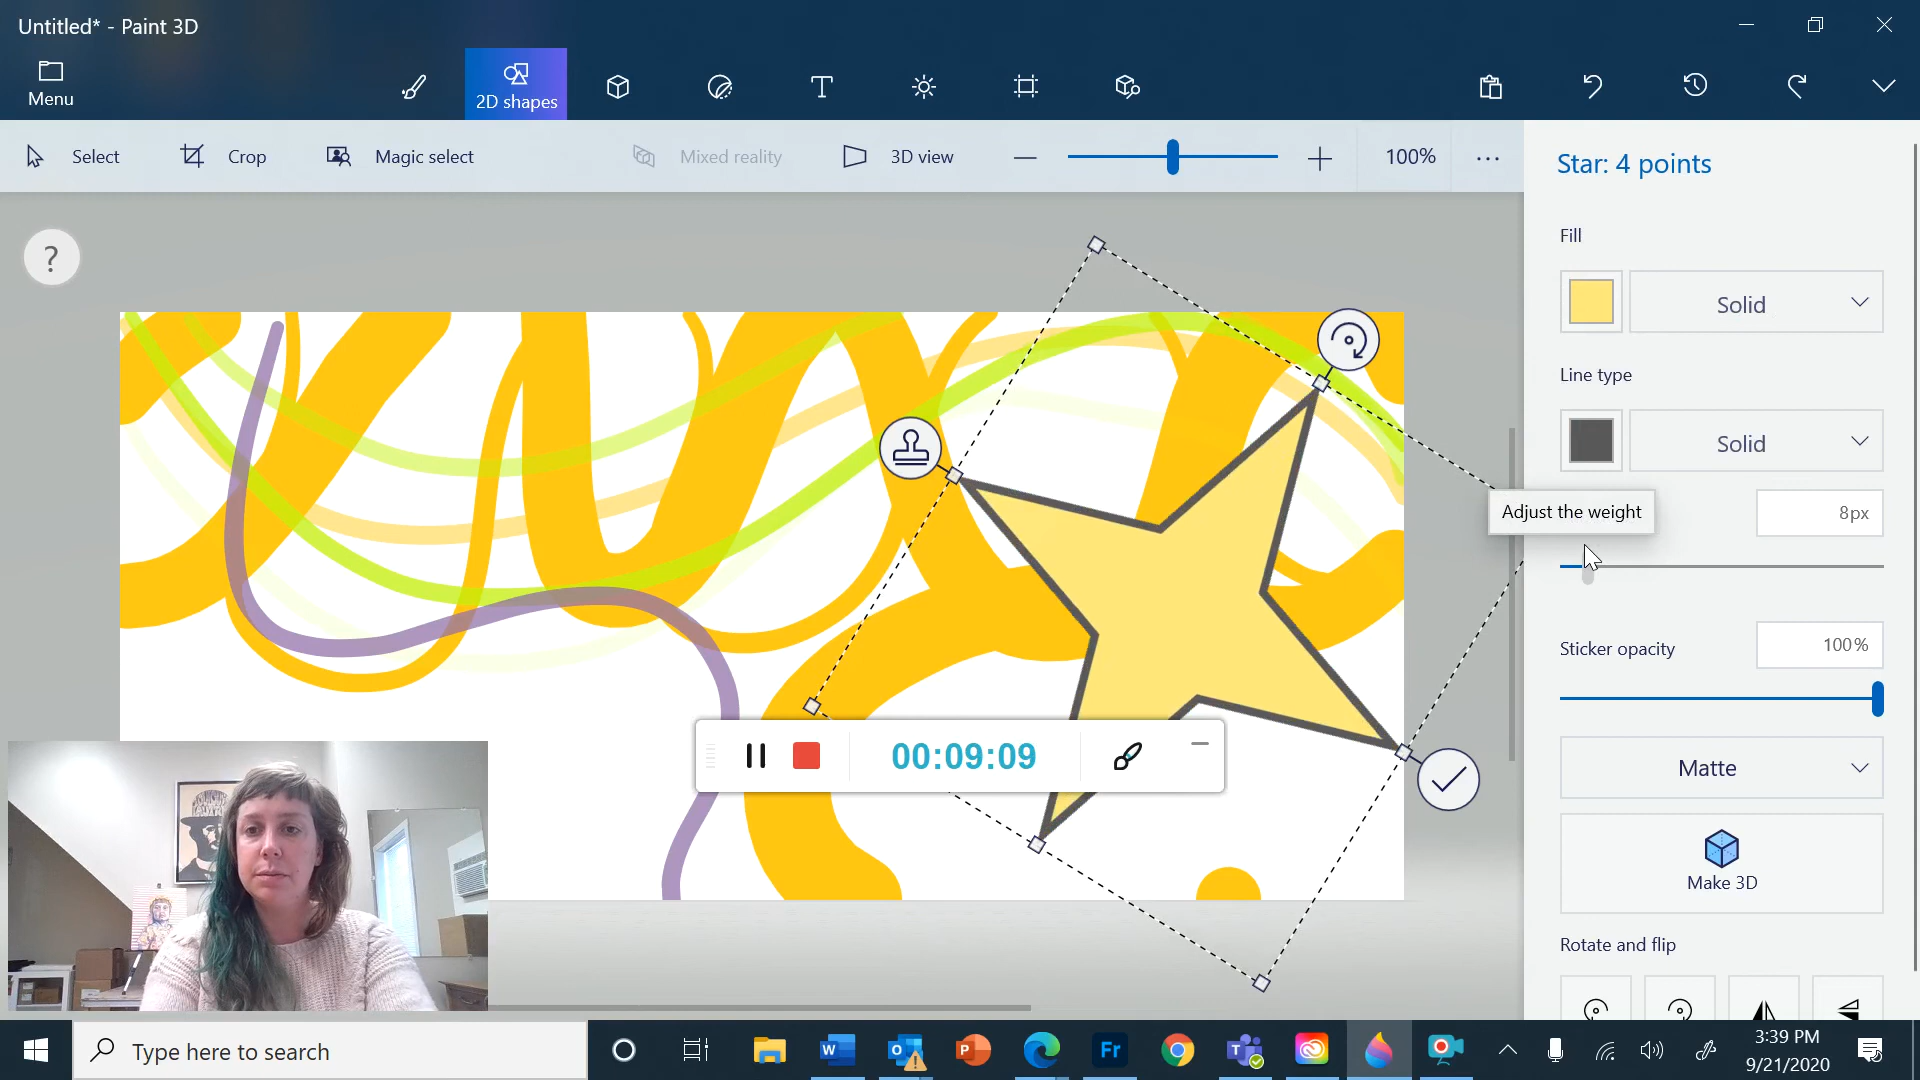 Untitled* - Paint 3D
Menu
2D shapes
Select
Crop
Magic select
Mixed reality
3D view
100%
Star: 4 points
?
Fill
Solid
Line type
Solid
Adjust the weight
8px
Sticker opacity
100%
00:09:09
Matte
Make 3D
Rotate and flip
Type here to search
W
O
P
Fr
T
3:39 PM
9/21/2020